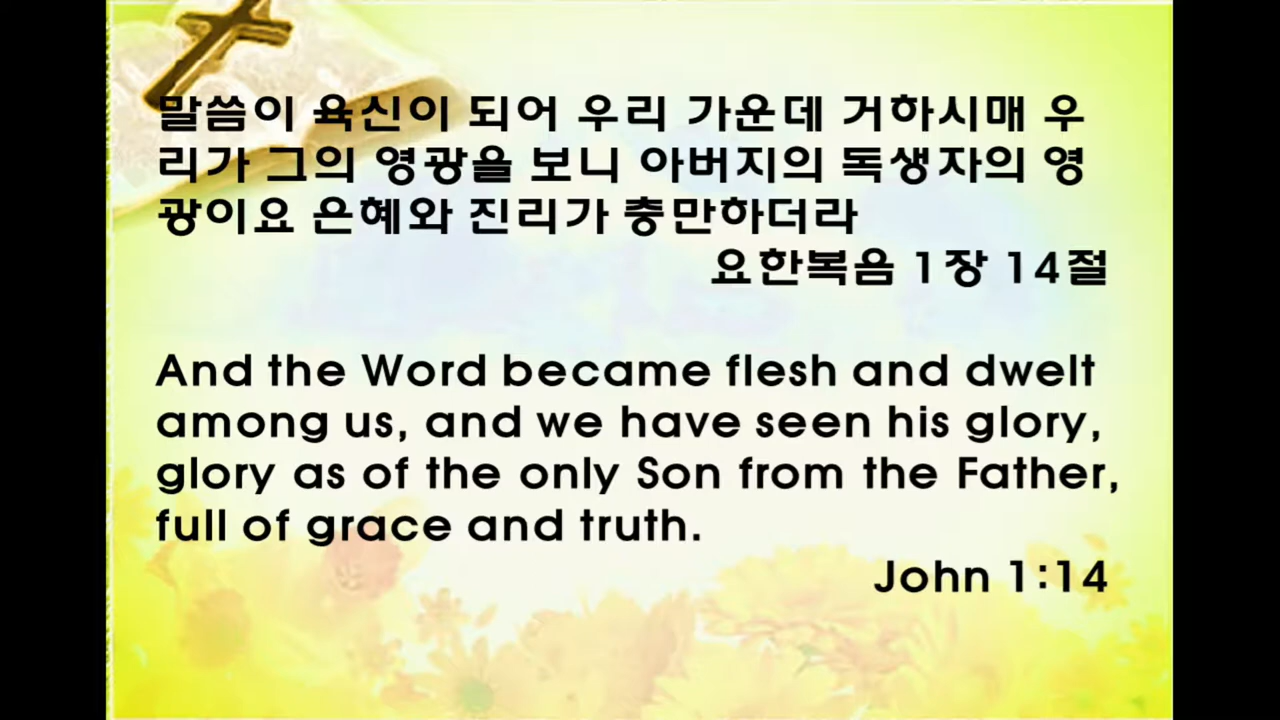 말씀이 육신이 되어 우리 가운데 거하시매 우
리가 그의 영광을 보니 아버지의 독생자의 영
광이요 은혜와 진리가 충만하더라
요한복음 1장 14절
And the Word became flesh and dwelt
among us, and we have seen his glory,
glory as of the only Son from the Father,
full of grace and truth.
John 1:14